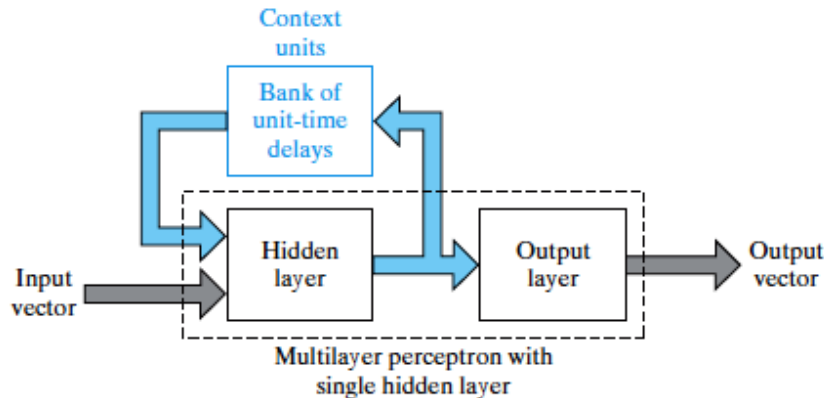 Context
units
Bank of
unit-time
delays
Input
vector
Hidden
layer
Output
layer
Output
vector
Multilayer perceptron with
single hidden layer